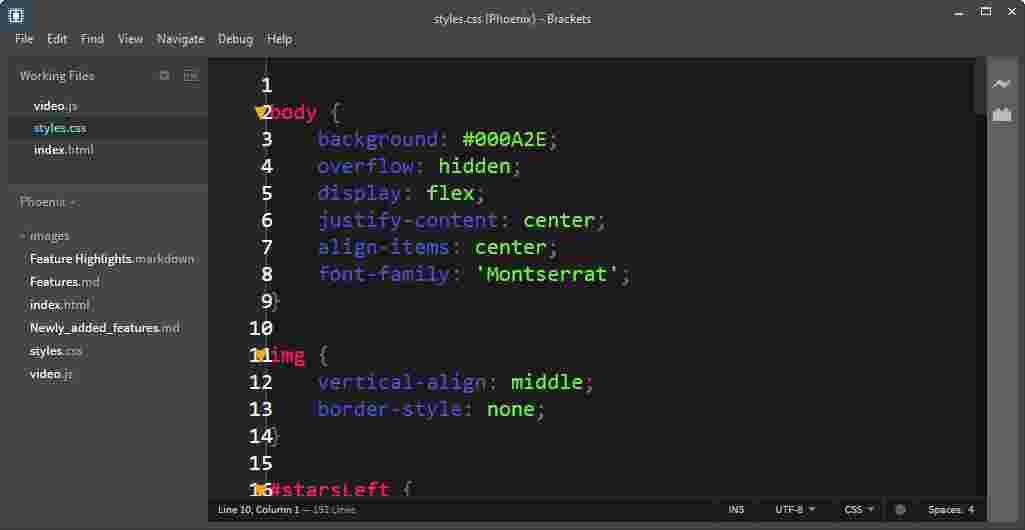 styles.css (Phoenix) - Brackets
File Edit Find View Navigate Debug Help
Working Files
video.js
styles.css
index.html
Phoenix
images
Feature Highlights.markdown
Features.md
index.html
Newly_added_features.md
styles.css
video.js
1
2 body {
3 background: #000A2E;
4 overflow: hidden;
5 display: flex;
6 justify-content: center;
7 align-items: center;
8 font-family: 'Montserrat';
9 }
10
11 img {
12 vertical-align: middle;
13 border-style: none;
14 }
15
16 #starsLeft {
Line 10, Column 1 — 151 Lines INS UTF-8 CSS Spaces: 4